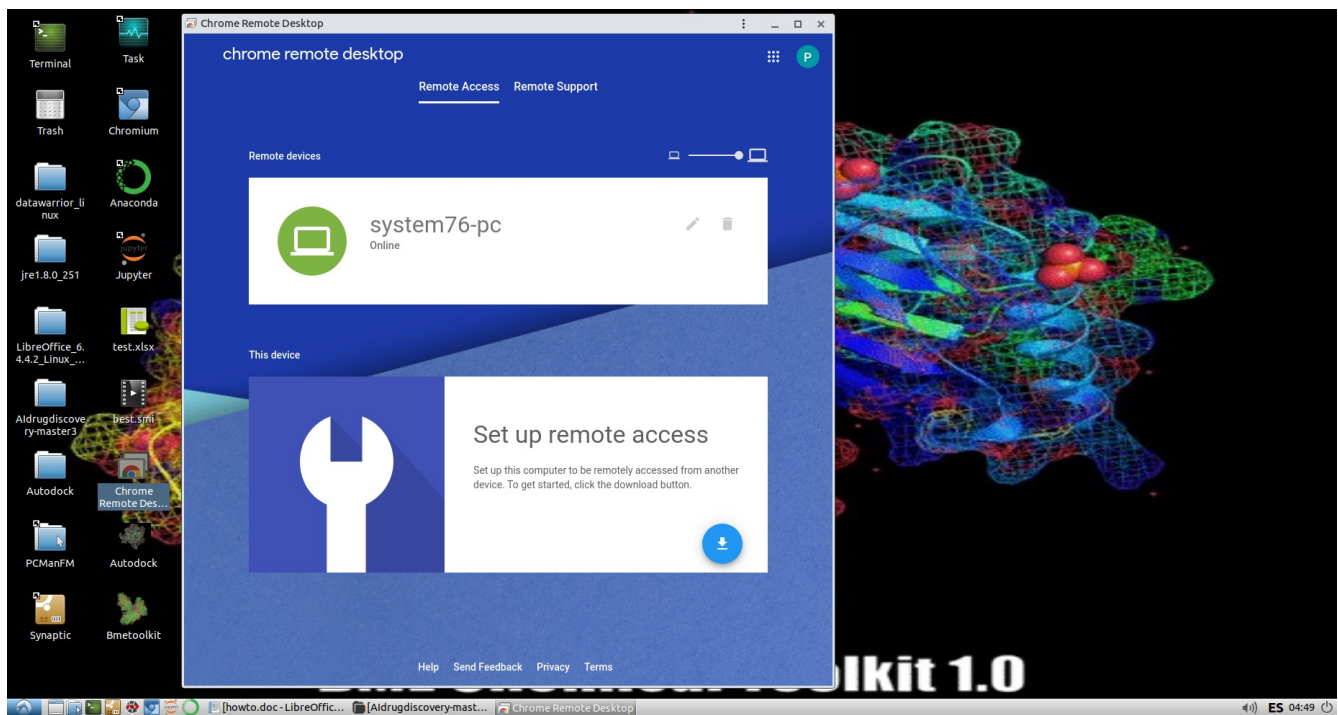 Chrome Remote Desktop
chrome remote desktop
P
Remote Access Remote Support
Remote devices
system76-pc
Online
This device
Set up remote access
Set up this computer to be remotely accessed from another
device. To get started, click the download button.
Help Send Feedback Privacy Terms
Terminal
Task
Trash
Chromium
datawarrior_li
nux
Anaconda
jre1.8.0_251
jupyter
Jupyter
LibreOffice_6.
4.4.2_Linux_...
test.xlsx
AIdrugdiscove
ry-master3
best.smi
Autodock
Chrome
Remote Des...
PCManFM
Autodock
Synaptic
Bmetoolkit
lkit 1.0
[howto.doc - LibreOffic... [AIdrugdiscovery-mast... Chrome Remote Desktop
ES 04:49